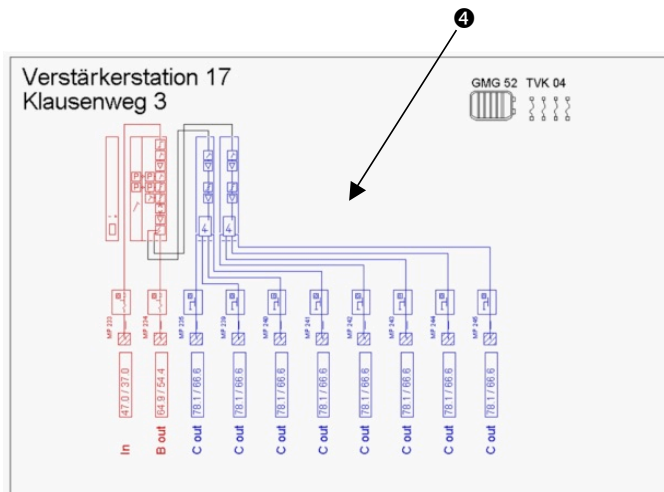 ❹
Verstärkerstation 17
Klausenweg 3
GMG 52 TVK 04
P P
P P
4 4
MP 233 MP 234 MP 235 MP 239 MP 240 MP 241 MP 242 MP 243 MP 244 MP 245
47.0 / 37.0 64.9 / 54.4 78.1 / 66.6 78.1 / 66.6 78.1 / 66.6 78.1 / 66.6 78.1 / 66.6 78.1 / 66.6 78.1 / 66.6 78.1 / 66.6
In B out C out C out C out C out C out C out C out C out